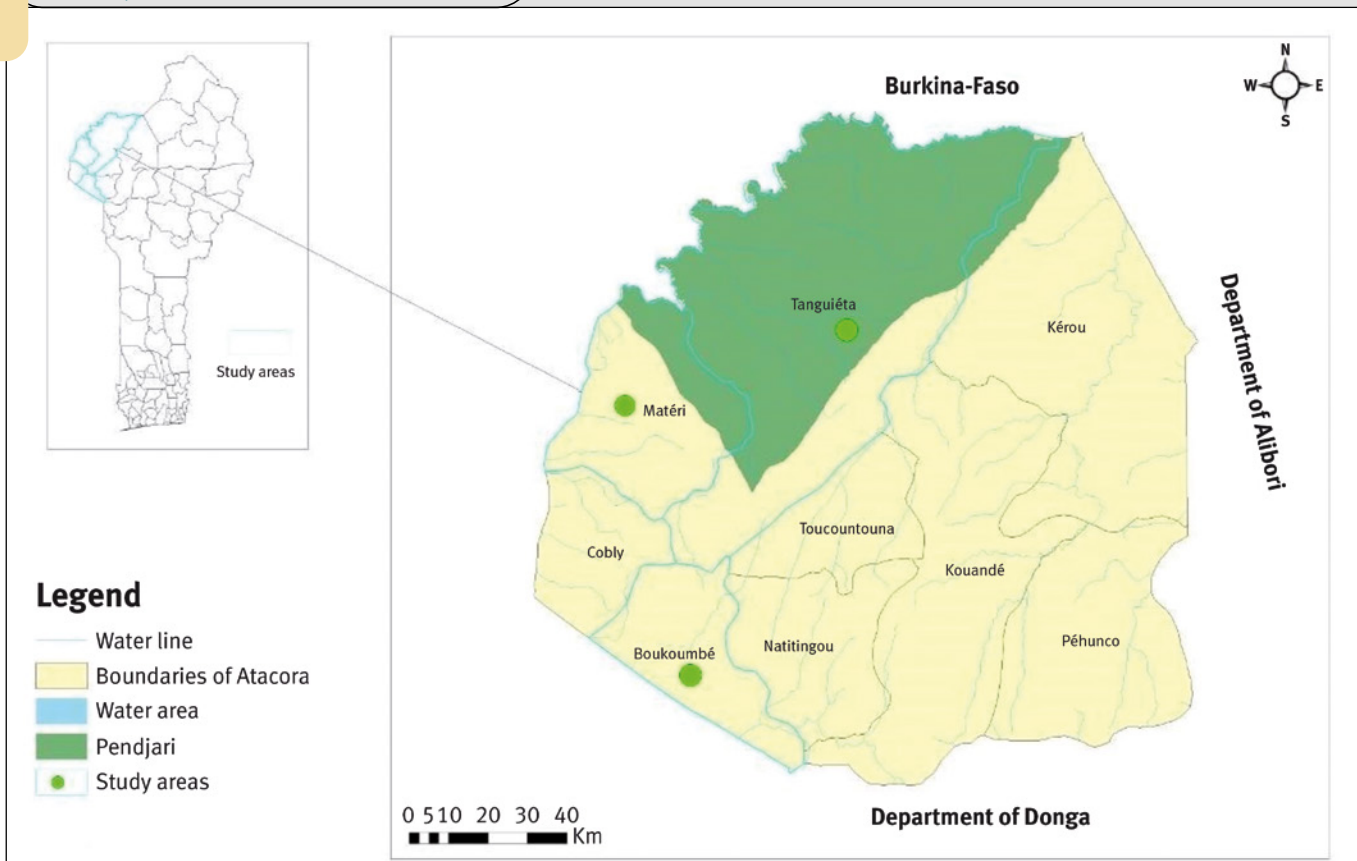 Study areas
Burkina-Faso
N
W
E
S
Tanguiéta
Kérou
Matéri
Department of Alibori
Toucountouna
Cobly
Kouandé
Boukoumbé
Natitingou
Péhunco
Department of Donga
0 5 10 20 30 40
Km
Legend
Water line
Boundaries of Atacora
Water area
Pendjari
Study areas